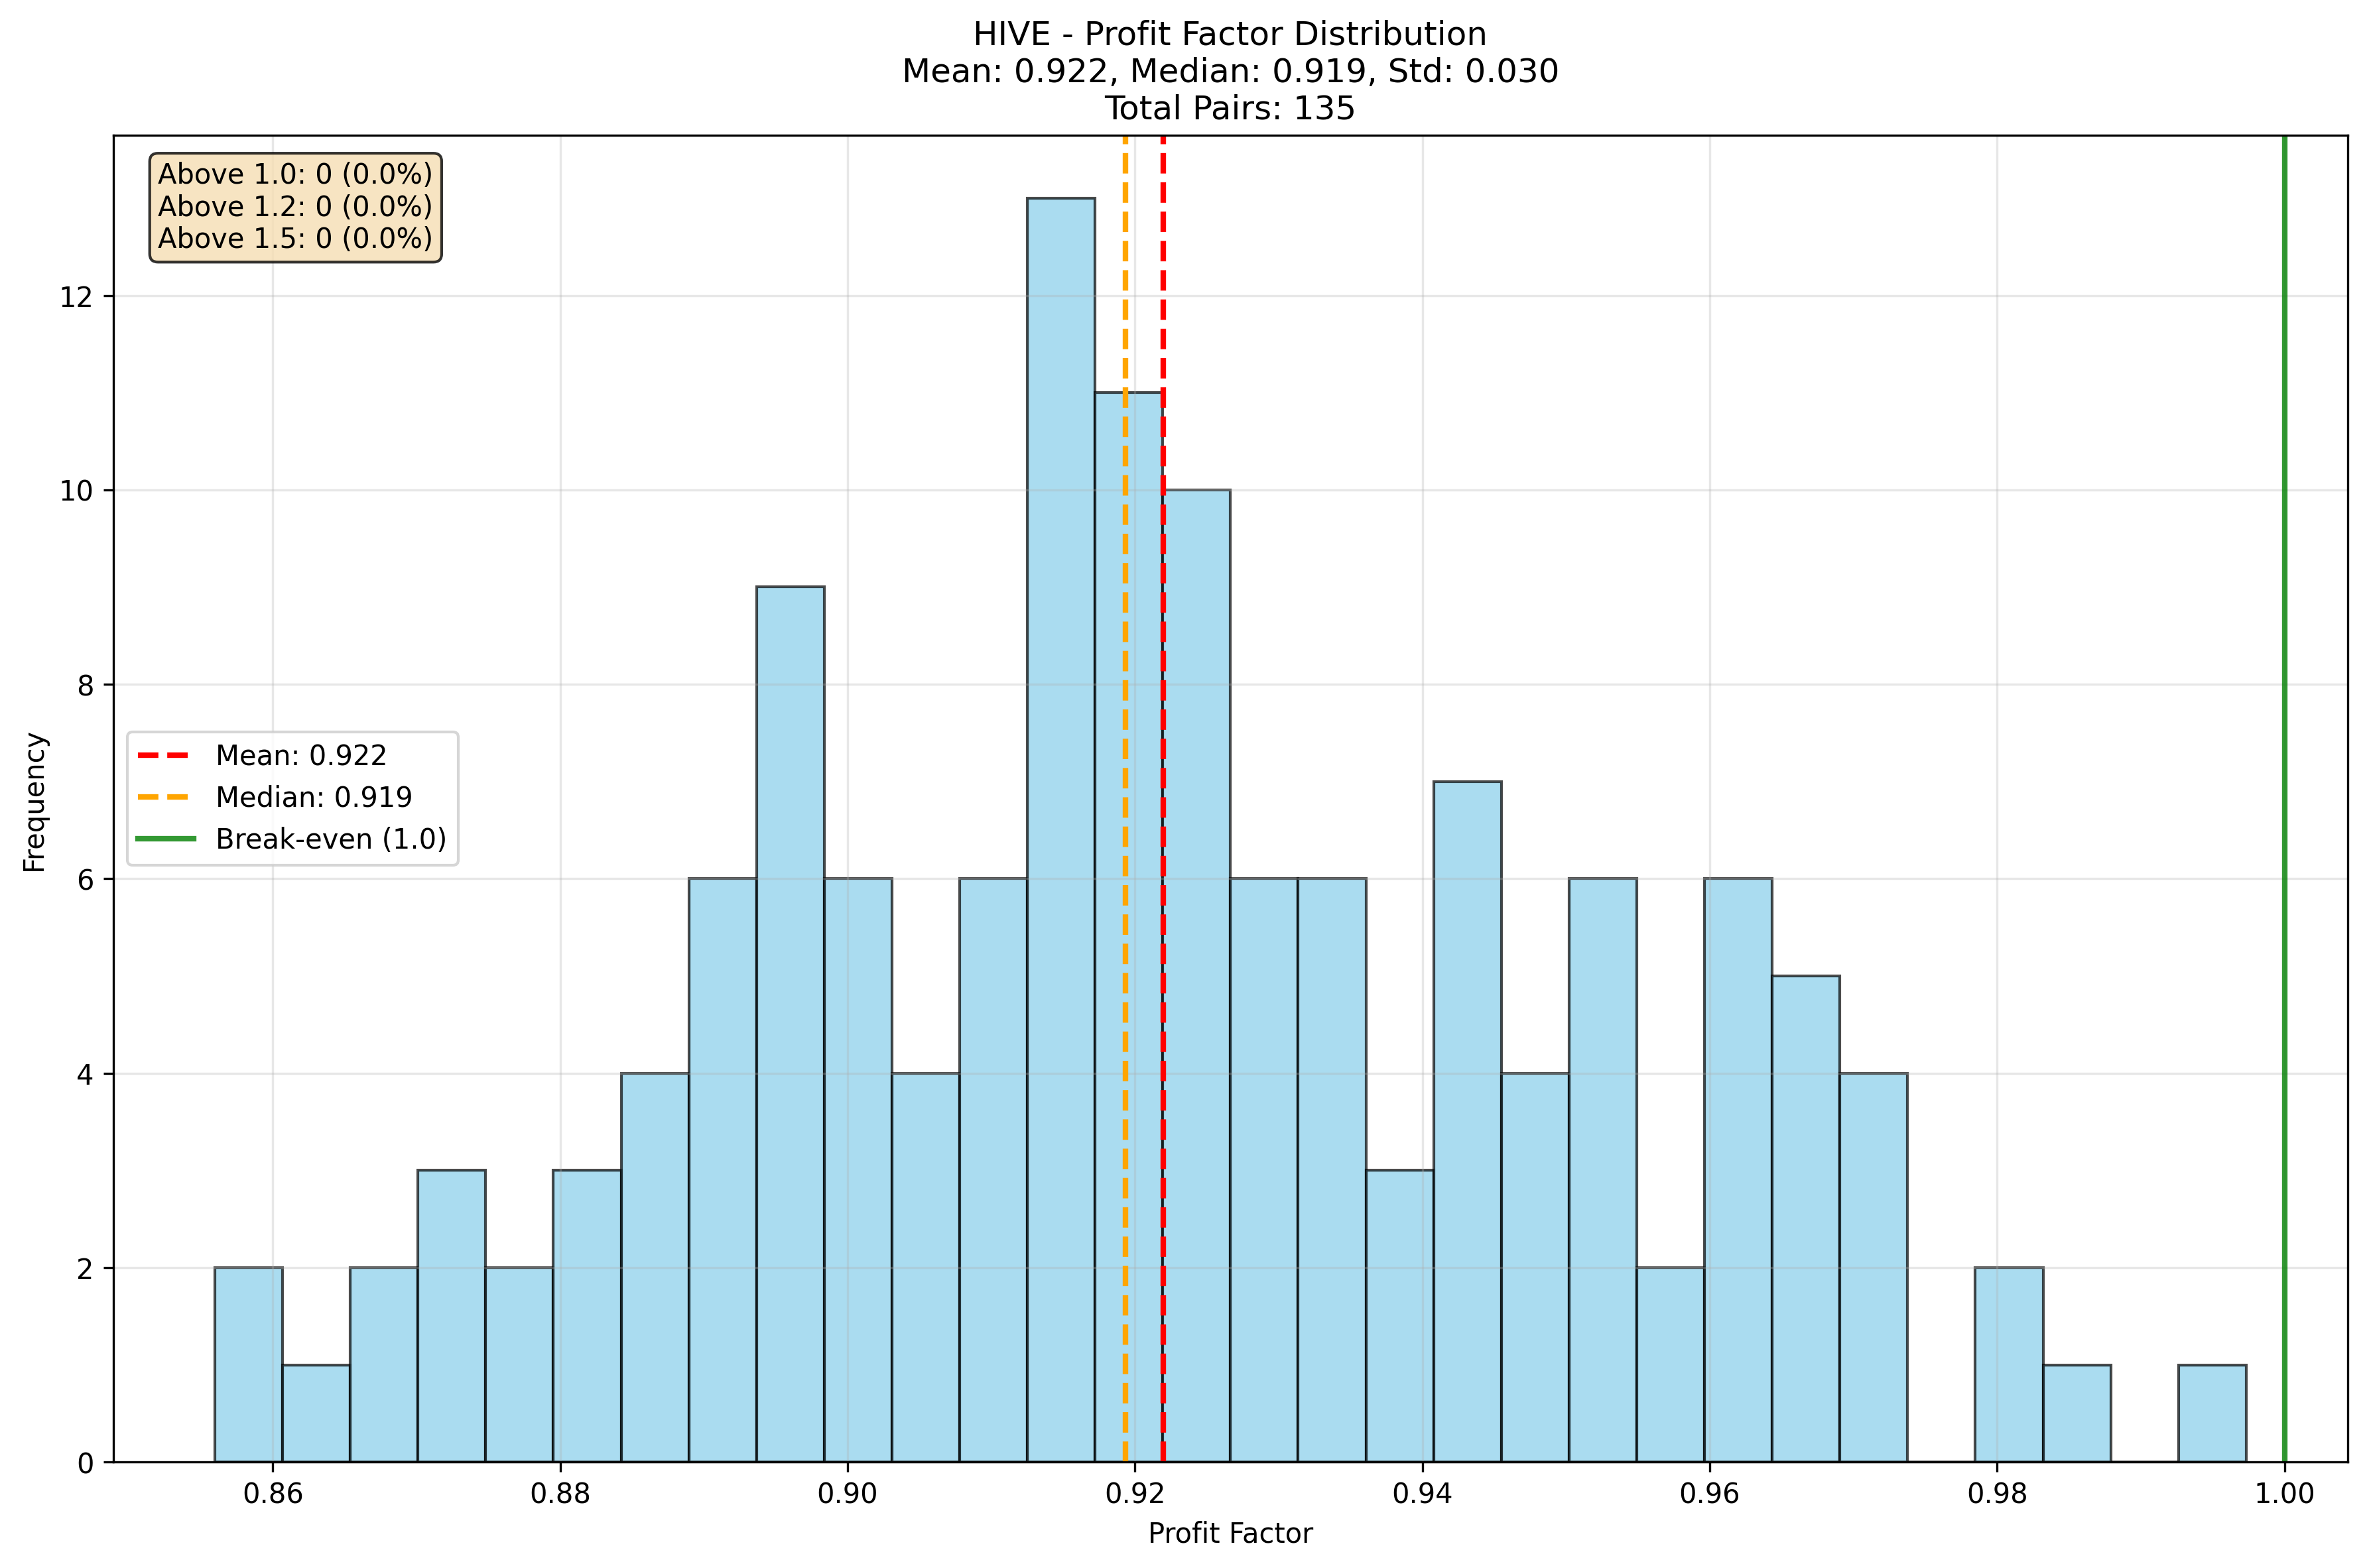 HIVE - Profit Factor Distribution
Mean: 0.922, Median: 0.919, Std: 0.030
Total Pairs: 135
Above 1.0: 0 (0.0%)
Above 1.2: 0 (0.0%)
Above 1.5: 0 (0.0%)
12
10
8
6
4
2
0
Frequency
Mean: 0.922
Median: 0.919
Break-even (1.0)
0.86 0.88 0.90 0.92 0.94 0.96 0.98 1.00
Profit Factor